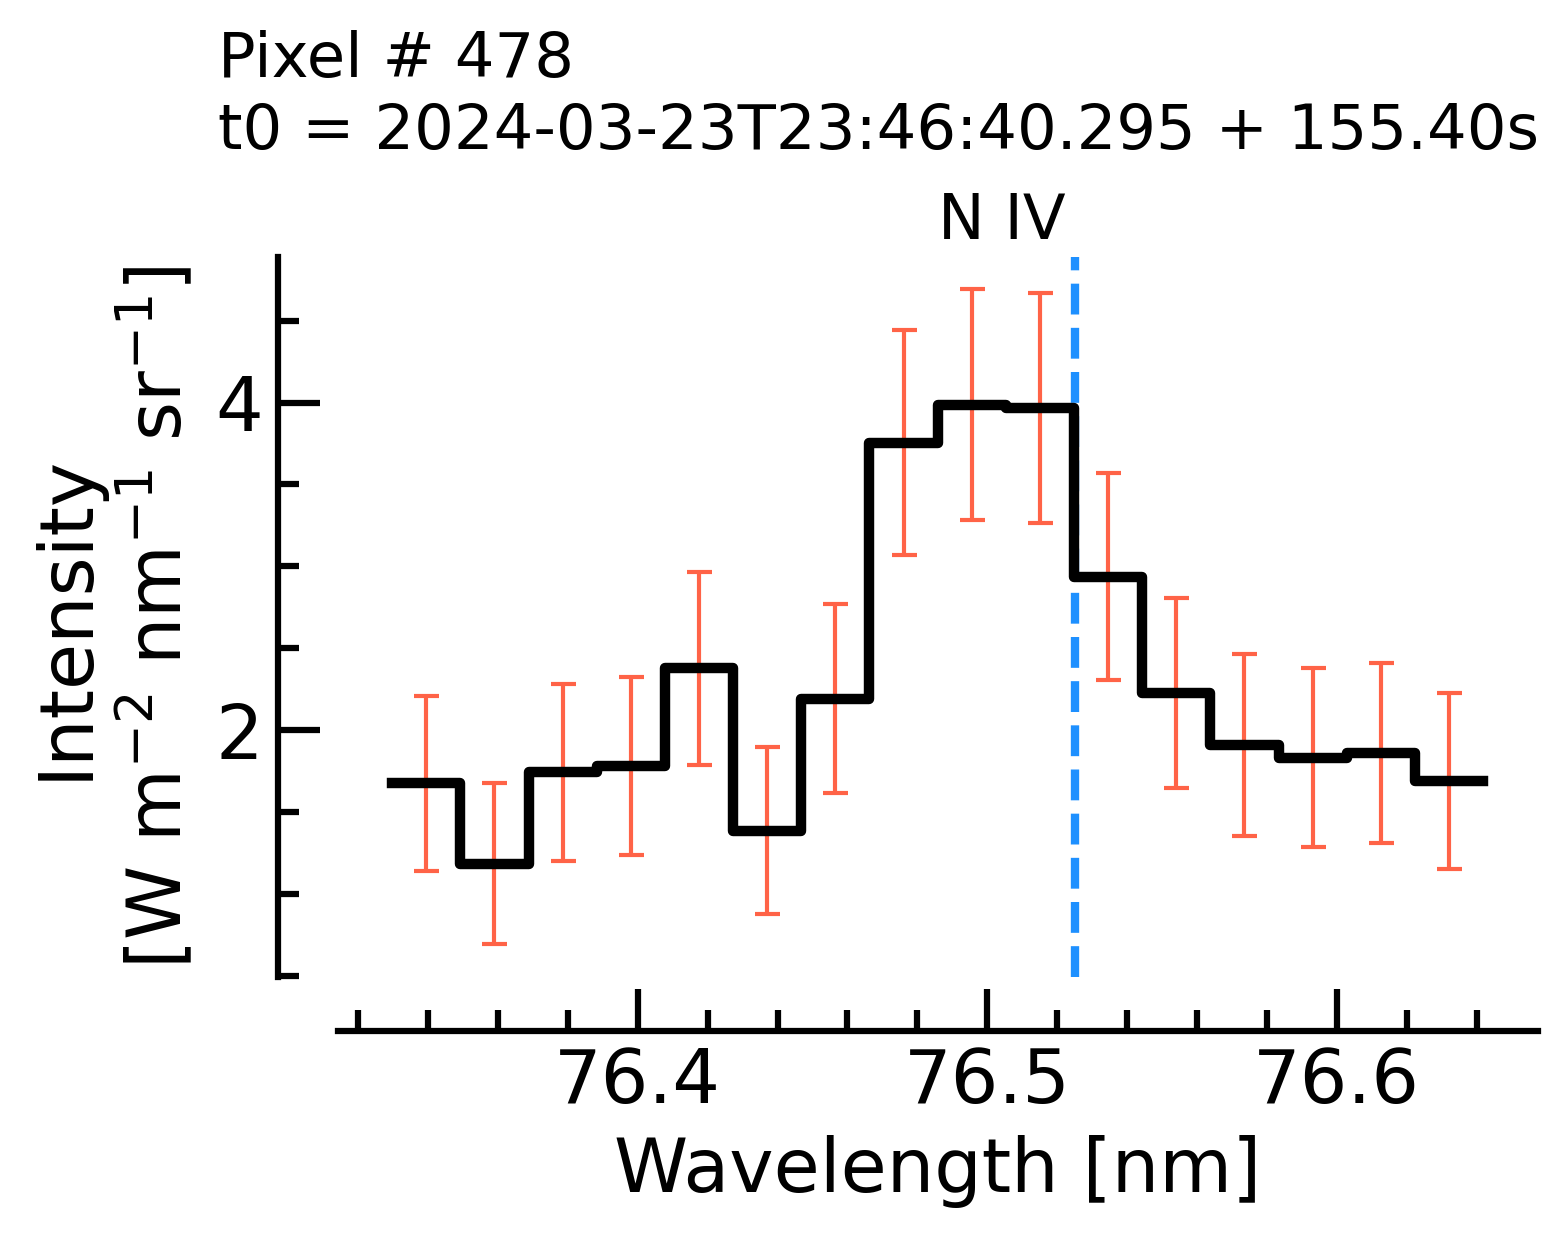 Pixel # 478
t0 = 2024-03-23T23:46:40.295 + 155.40s
N IV
Intensity
[W m⁻² nm⁻¹ sr⁻¹]
4
2
76.4 76.5 76.6
Wavelength [nm]